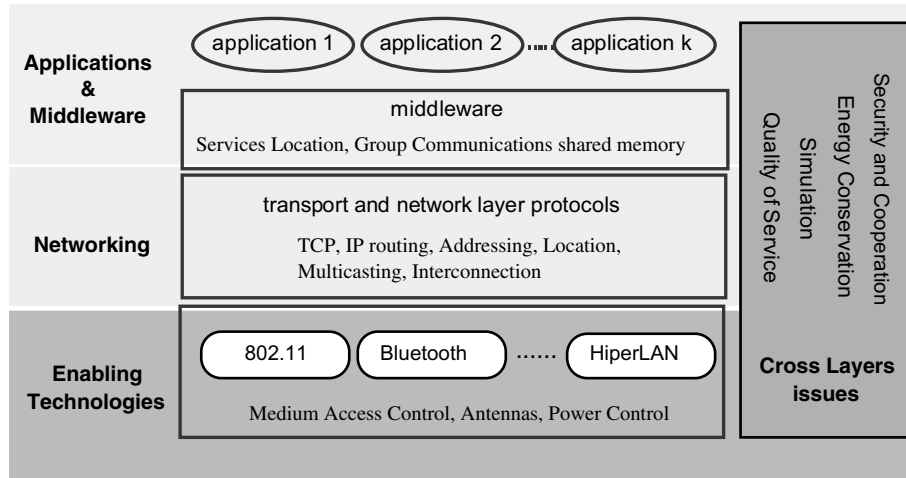 Applications
&
Middleware
application 1
application 2
.....
application k
middleware
Services Location, Group Communications shared memory
Networking
transport and network layer protocols
TCP, IP routing, Addressing, Location,
Multicasting, Interconnection
Enabling
Technologies
802.11
Bluetooth
......
HiperLAN
Medium Access Control, Antennas, Power Control
Security and Cooperation
Energy Conservation
Simulation
Quality of Service
Cross Layers
issues